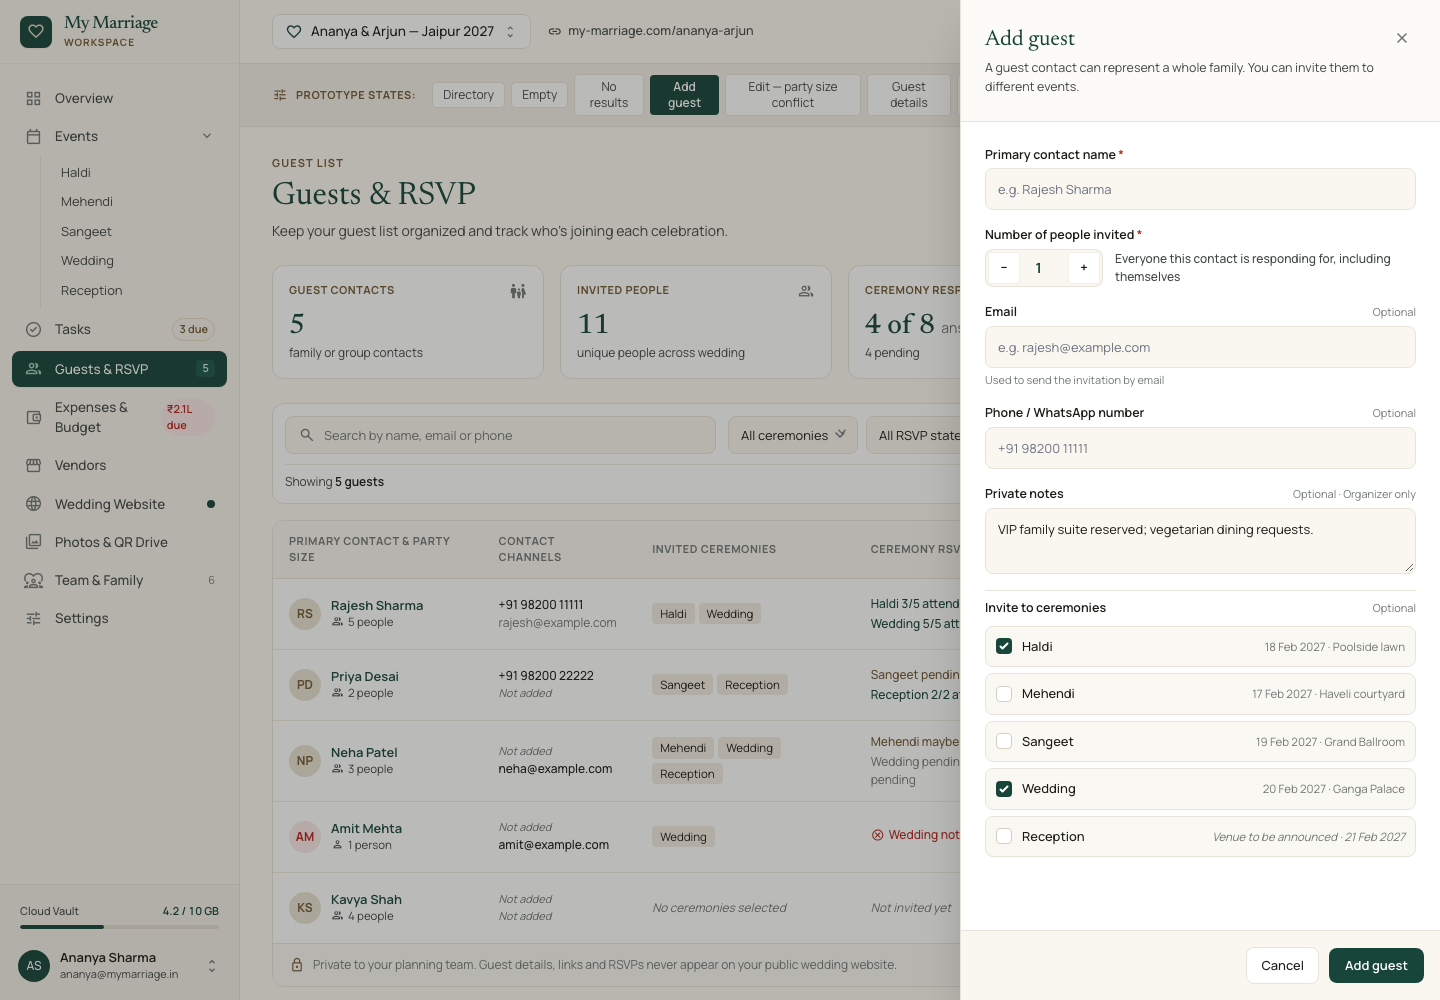 My Marriage
WORKSPACE
Overview
Events
Haldi
Mehendi
Sangeet
Wedding
Reception
Tasks
3 due
Guests & RSVP
5
Expenses &
Budget
₹2.1L
due
Vendors
Wedding Website
Photos & QR Drive
Team & Family
6
Settings
Cloud Vault
4.2 / 10 GB
AS
Ananya Sharma
ananya@mymarriage.in
Ananya & Arjun — Jaipur 2027
my-marriage.com/ananya-arjun
PROTOTYPE STATES:
Directory
Empty
No
results
Add
guest
Edit — party size
conflict
Guest
details
GUEST LIST
Guests & RSVP
Keep your guest list organized and track who's joining each celebration.
GUEST CONTACTS
5
family or group contacts
INVITED PEOPLE
11
unique people across wedding
CEREMONY RESP
4 of 8 ans
4 pending
Search by name, email or phone
All ceremonies
All RSVP state
Showing 5 guests
PRIMARY CONTACT & PARTY
SIZE
CONTACT
CHANNELS
INVITED CEREMONIES
CEREMONY RSV
RS
Rajesh Sharma
5 people
+91 98200 11111
rajesh@example.com
Haldi
Wedding
Haldi 3/5 attend
Wedding 5/5 att
PD
Priya Desai
2 people
+91 98200 22222
Not added
Sangeet
Reception
Sangeet pendin
Reception 2/2 a
NP
Neha Patel
3 people
Not added
neha@example.com
Mehendi
Wedding
Reception
Mehendi maybe
Wedding pendin
pending
AM
Amit Mehta
1 person
Not added
amit@example.com
Wedding
Wedding not
KS
Kavya Shah
4 people
Not added
Not added
No ceremonies selected
Not invited yet
Private to your planning team. Guest details, links and RSVPs never appear on your public wedding website.
Add guest
A guest contact can represent a whole family. You can invite them to
different events.
Primary contact name *
e.g. Rajesh Sharma
Number of people invited *
− 1 +
Everyone this contact is responding for, including
themselves
Email
Optional
e.g. rajesh@example.com
Used to send the invitation by email
Phone / WhatsApp number
Optional
+91 98200 11111
Private notes
Optional · Organizer only
VIP family suite reserved; vegetarian dining requests.
Invite to ceremonies
Optional
Haldi
18 Feb 2027 · Poolside lawn
Mehendi
17 Feb 2027 · Haveli courtyard
Sangeet
19 Feb 2027 · Grand Ballroom
Wedding
20 Feb 2027 · Ganga Palace
Reception
Venue to be announced · 21 Feb 2027
Cancel
Add guest